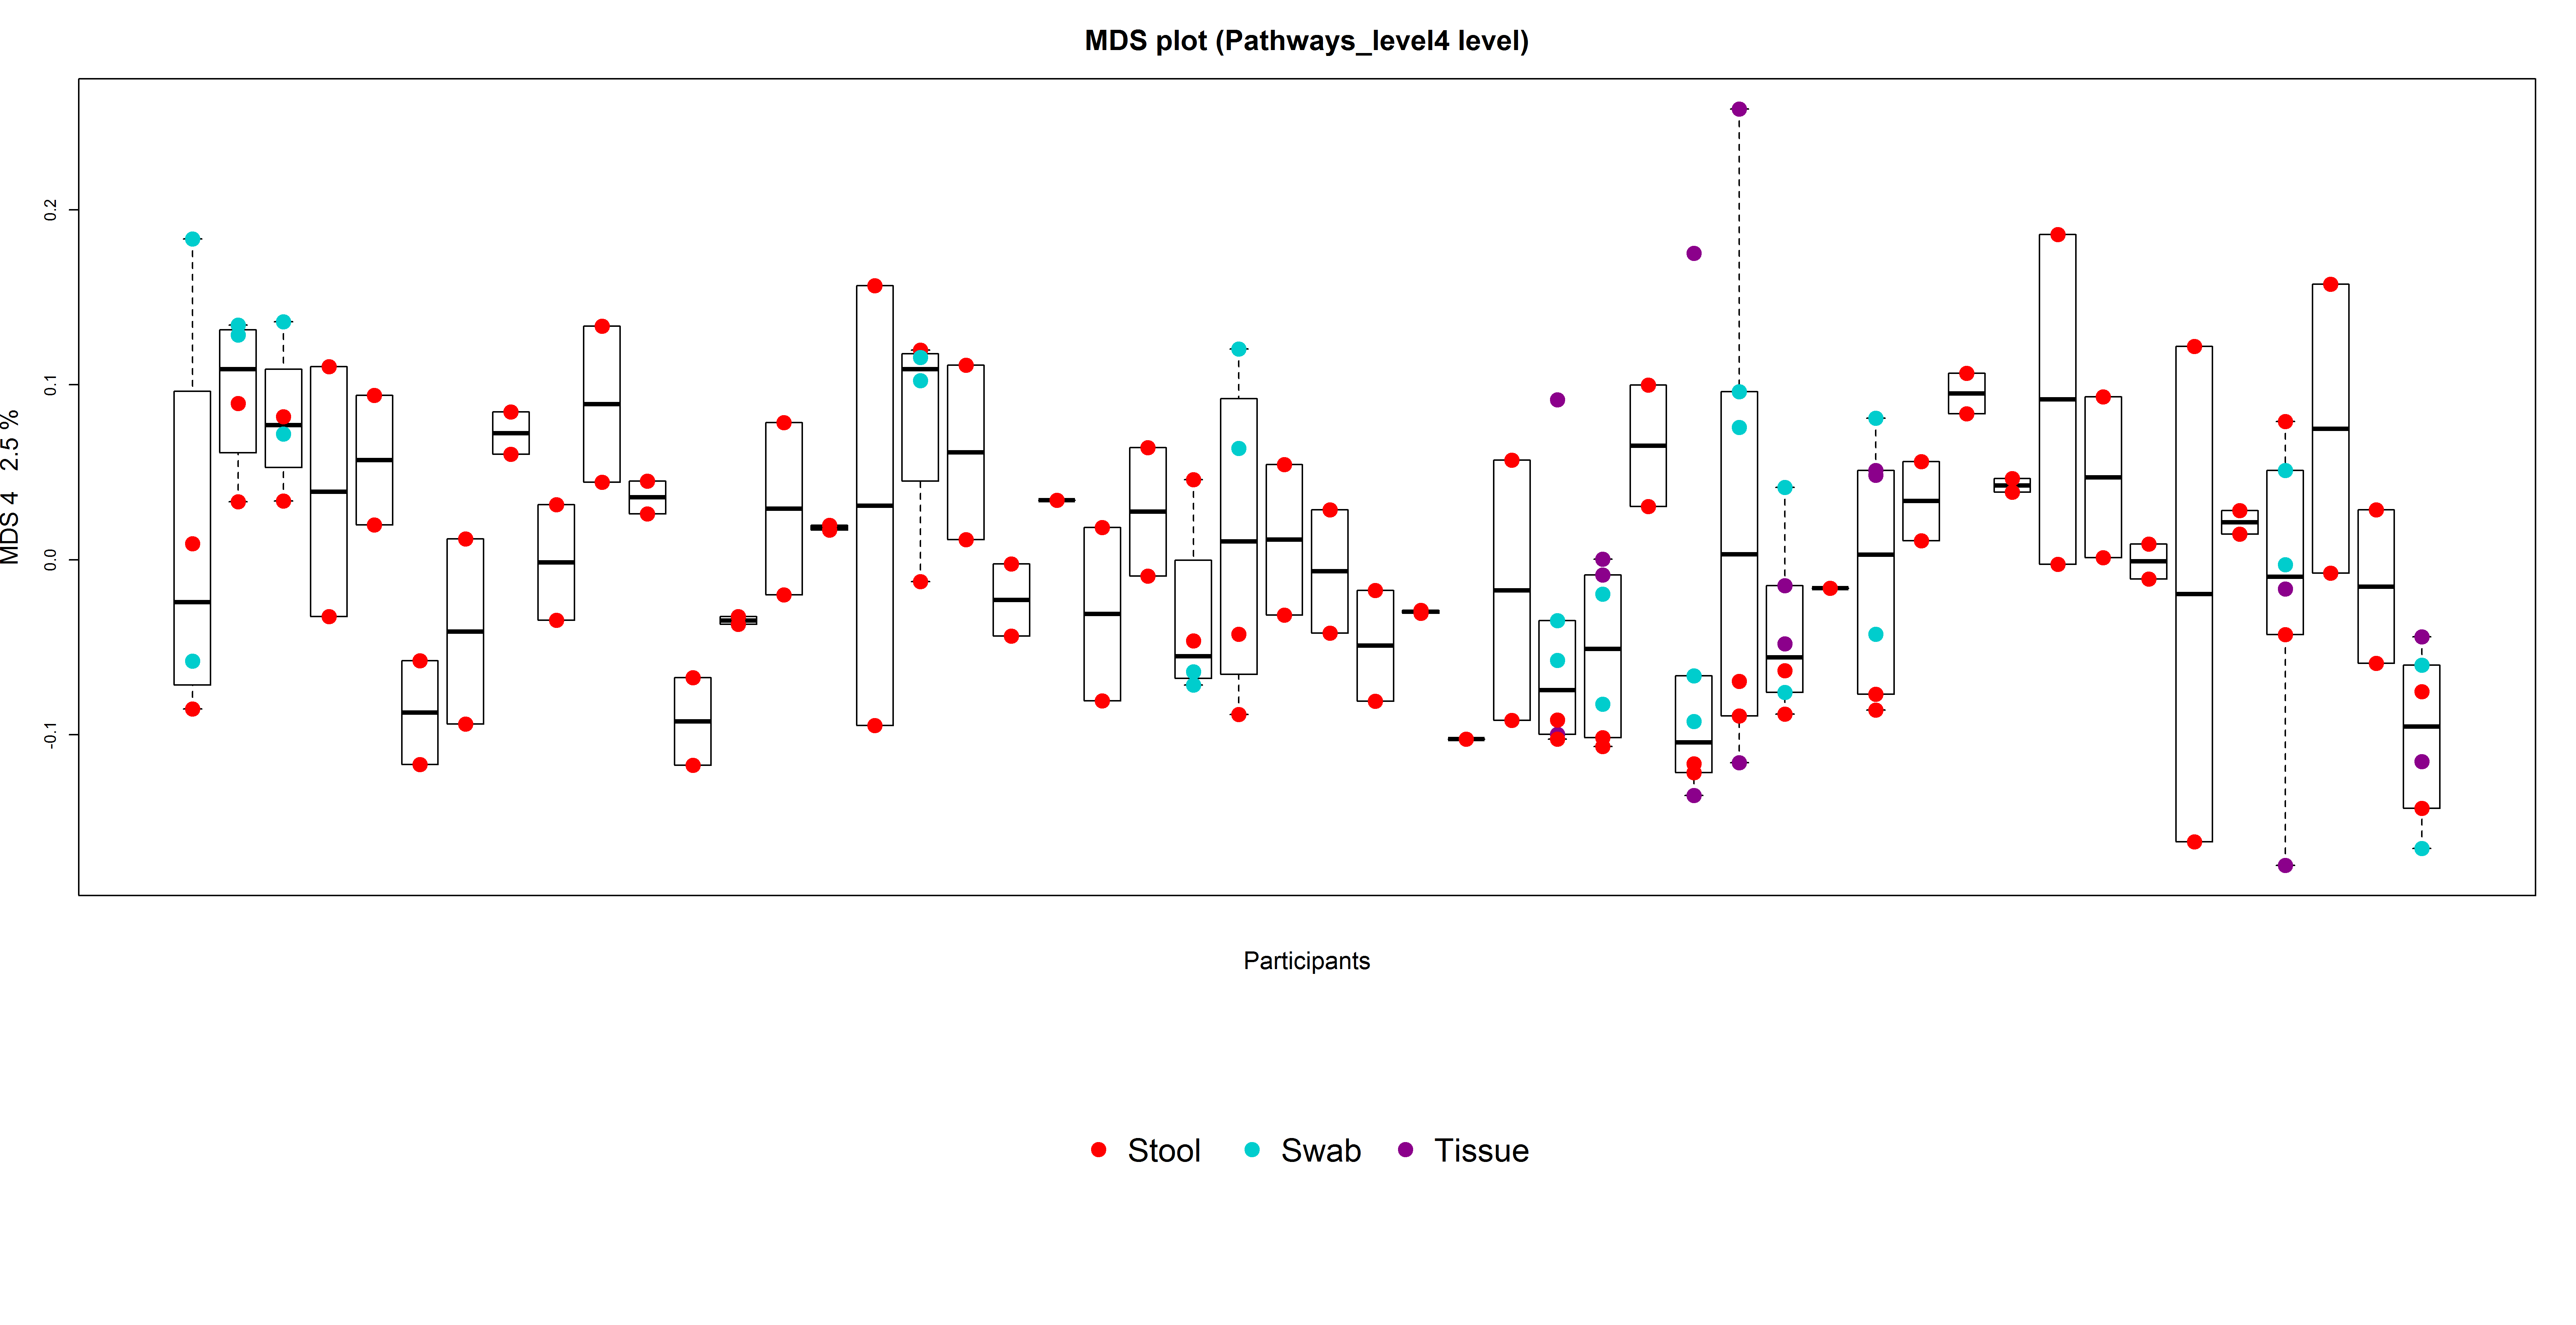 MDS plot (Pathways_level4 level)
MDS 4 2.5 %
0.2
0.1
0.0
-0.1
Participants
Stool Swab Tissue